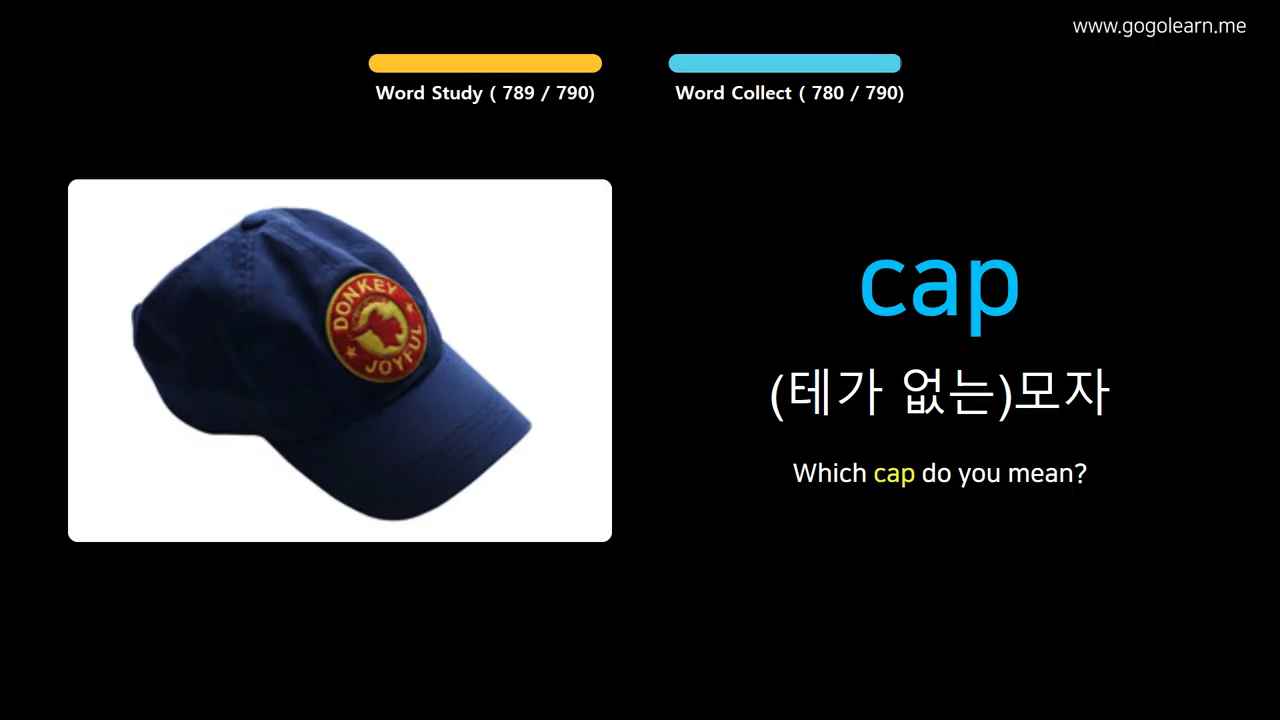 www.gogolearn.me
Word Study ( 789 / 790)
Word Collect ( 780 / 790)
DONKEY
JOYFUL
cap
(테가 없는)모자
Which cap do you mean?